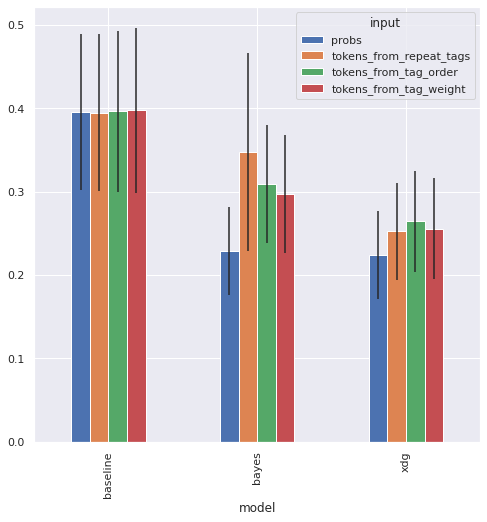 input
probs
tokens_from_repeat_tags
tokens_from_tag_order
tokens_from_tag_weight
0.5
0.4
0.3
0.2
0.1
0.0
baseline
bayes
xdg
model